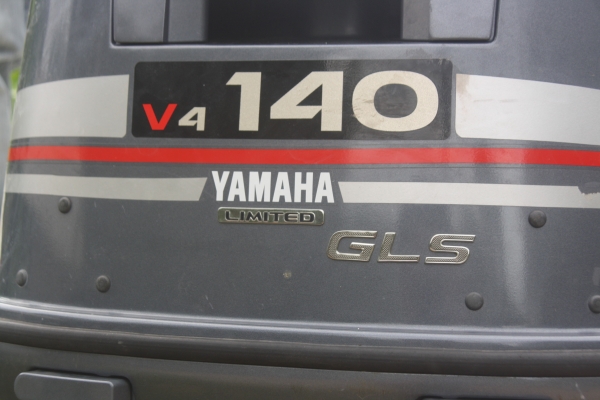 V4 140
YAMAHA
LIMITED
GLS